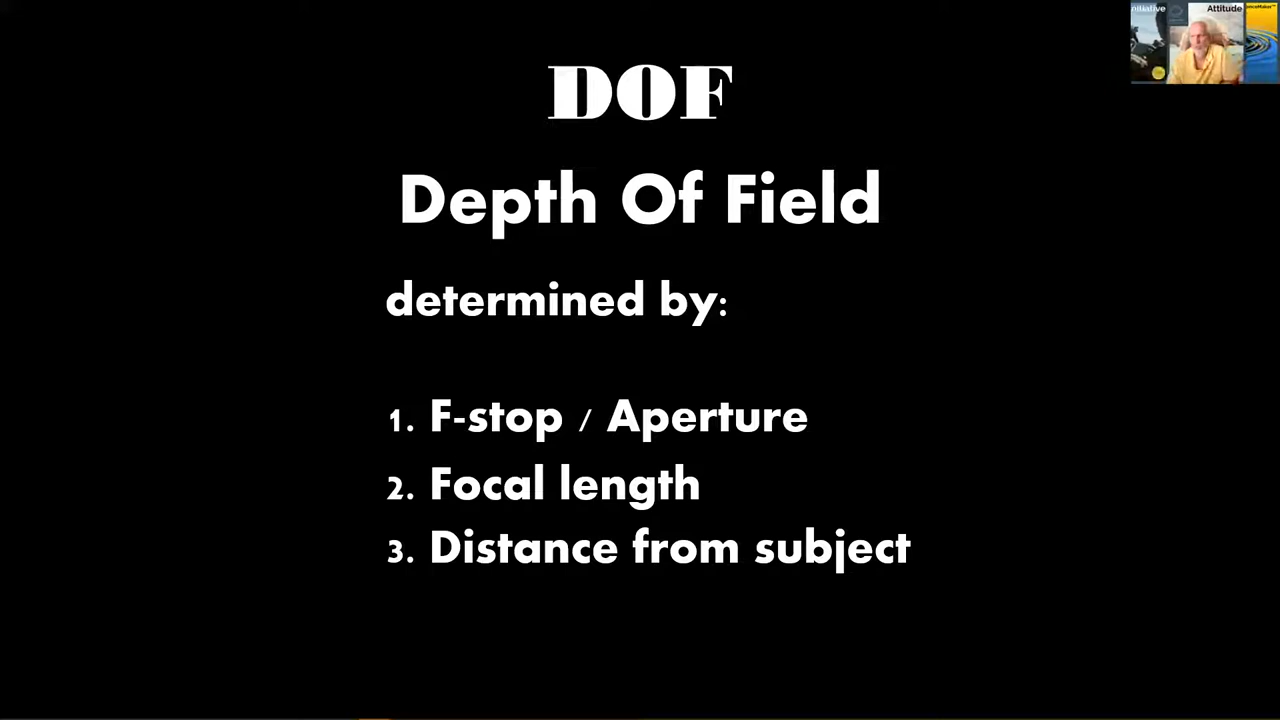 DOF
Depth Of Field
determined by:
1. F-stop / Aperture
2. Focal length
3. Distance from subject
Attitude